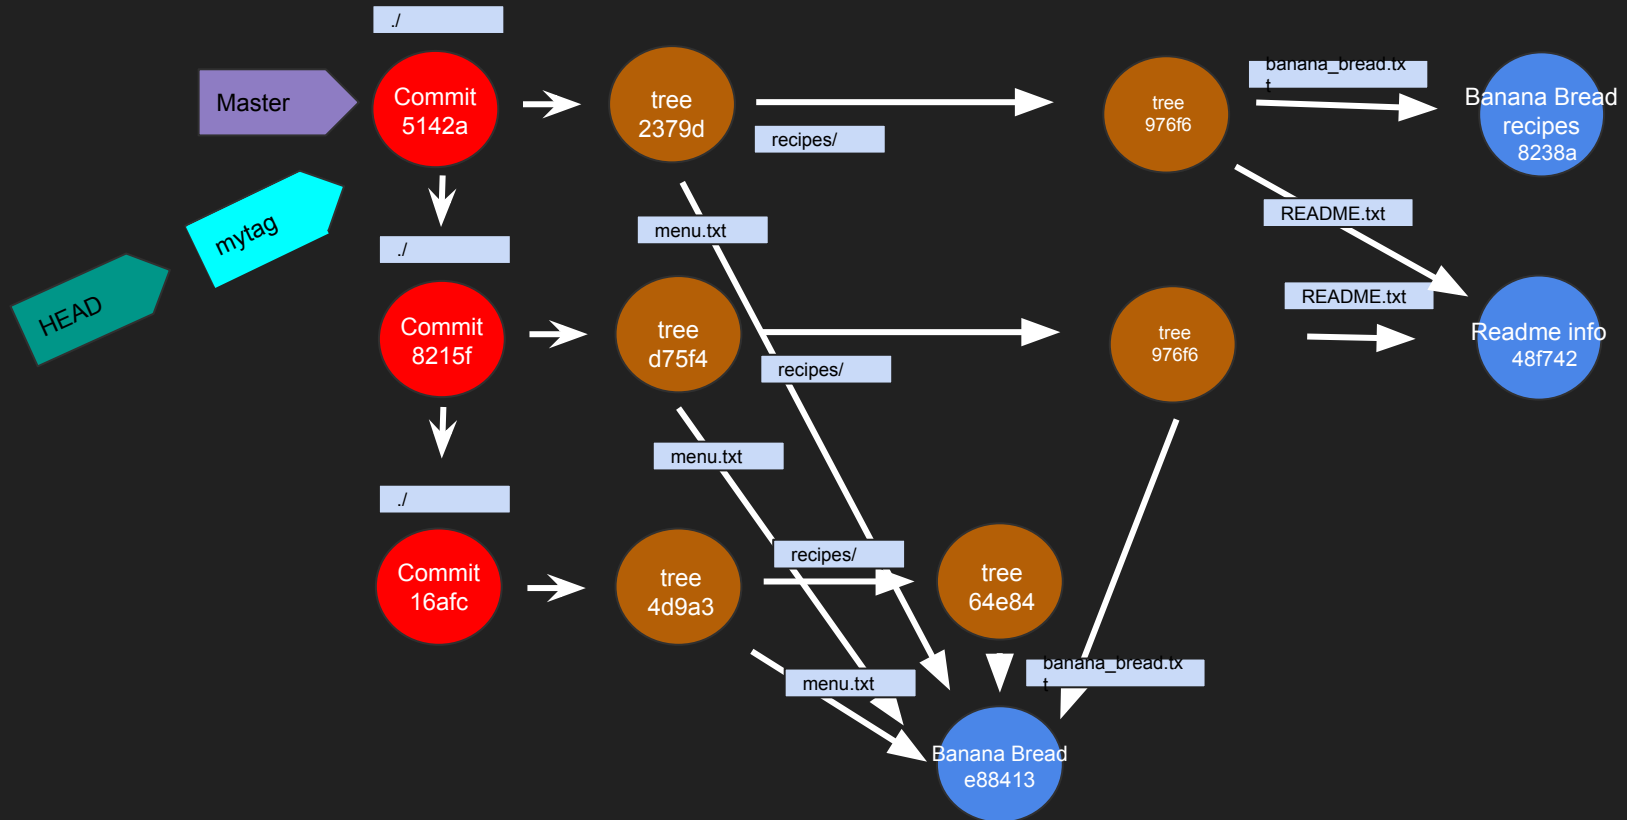 ./
Master
Commit
5142a
tree
2379d
recipes/
tree
976f6
banana_bread.tx
t
Banana Bread
recipes
8238a
mytag
HEAD
menu.txt
README.txt
./
Commit
8215f
tree
d75f4
recipes/
tree
976f6
README.txt
Readme info
48f742
menu.txt
./
Commit
16afc
tree
4d9a3
recipes/
tree
64e84
menu.txt
banana_bread.tx
t
Banana Bread
e88413